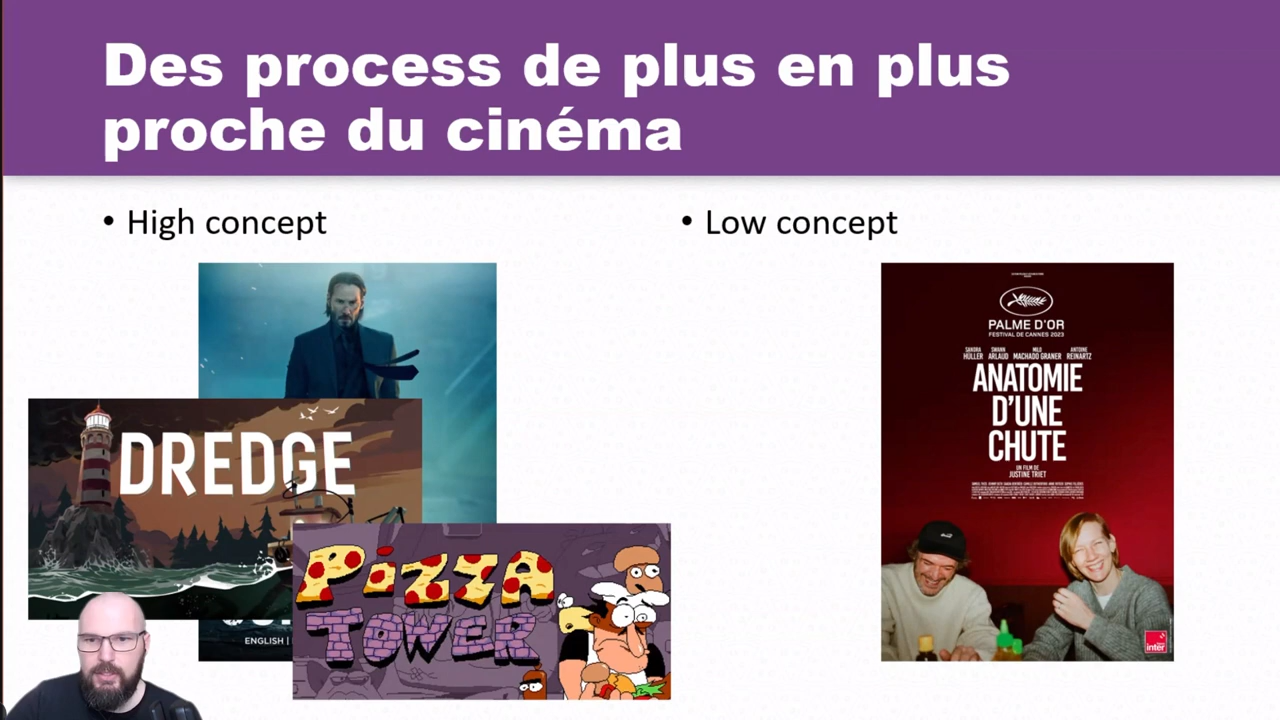 Des process de plus en plus
proche du cinéma
• High concept
• Low concept
DREDGE
PIZZA
TOWER
ENGLISH |
PALME D'OR
FESTIVAL DE CANNES 2023
SANDRA HÜLLER SWANN ARLAUD MILO MACHADO GRANER ANTOINE REINARTZ
ANATOMIE
D'UNE
CHUTE
UN FILM DE
JUSTINE TRIET
inter